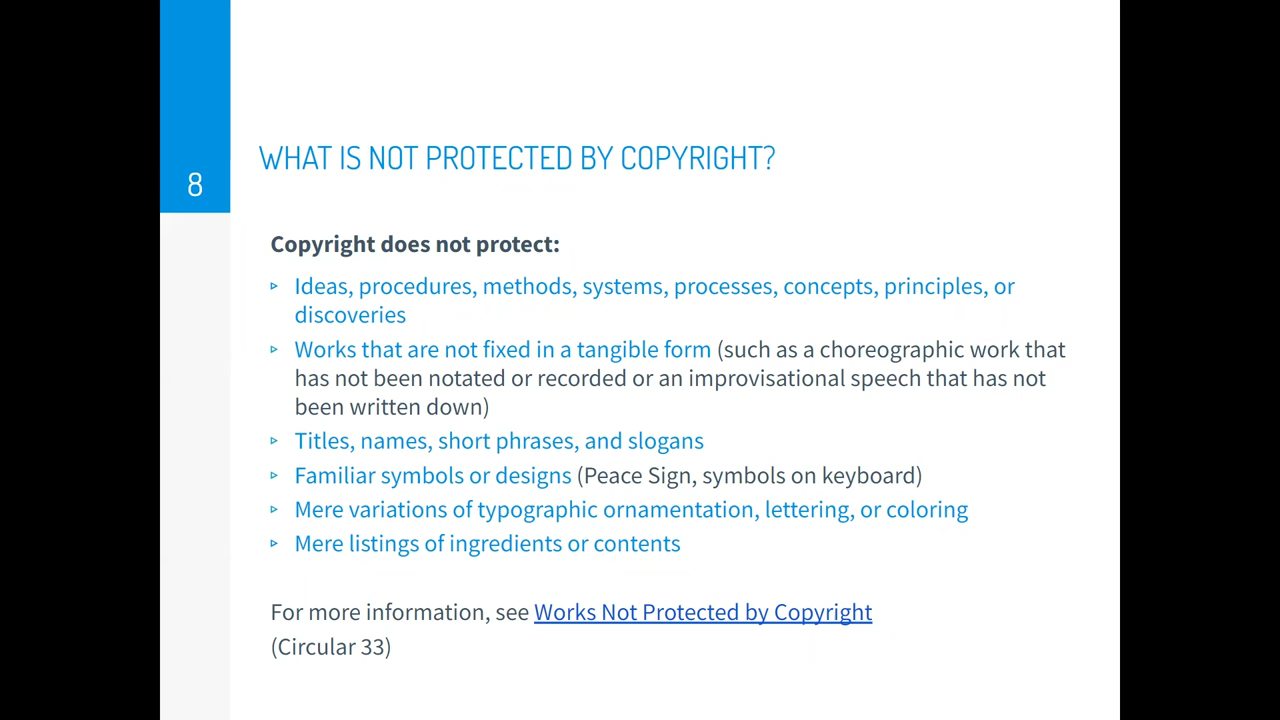 WHAT IS NOT PROTECTED BY COPYRIGHT?
8
Copyright does not protect:
▹ Ideas, procedures, methods, systems, processes, concepts, principles, or
discoveries
▹ Works that are not fixed in a tangible form (such as a choreographic work that
has not been notated or recorded or an improvisational speech that has not
been written down)
▹ Titles, names, short phrases, and slogans
▹ Familiar symbols or designs (Peace Sign, symbols on keyboard)
▹ Mere variations of typographic ornamentation, lettering, or coloring
▹ Mere listings of ingredients or contents
For more information, see Works Not Protected by Copyright
(Circular 33)